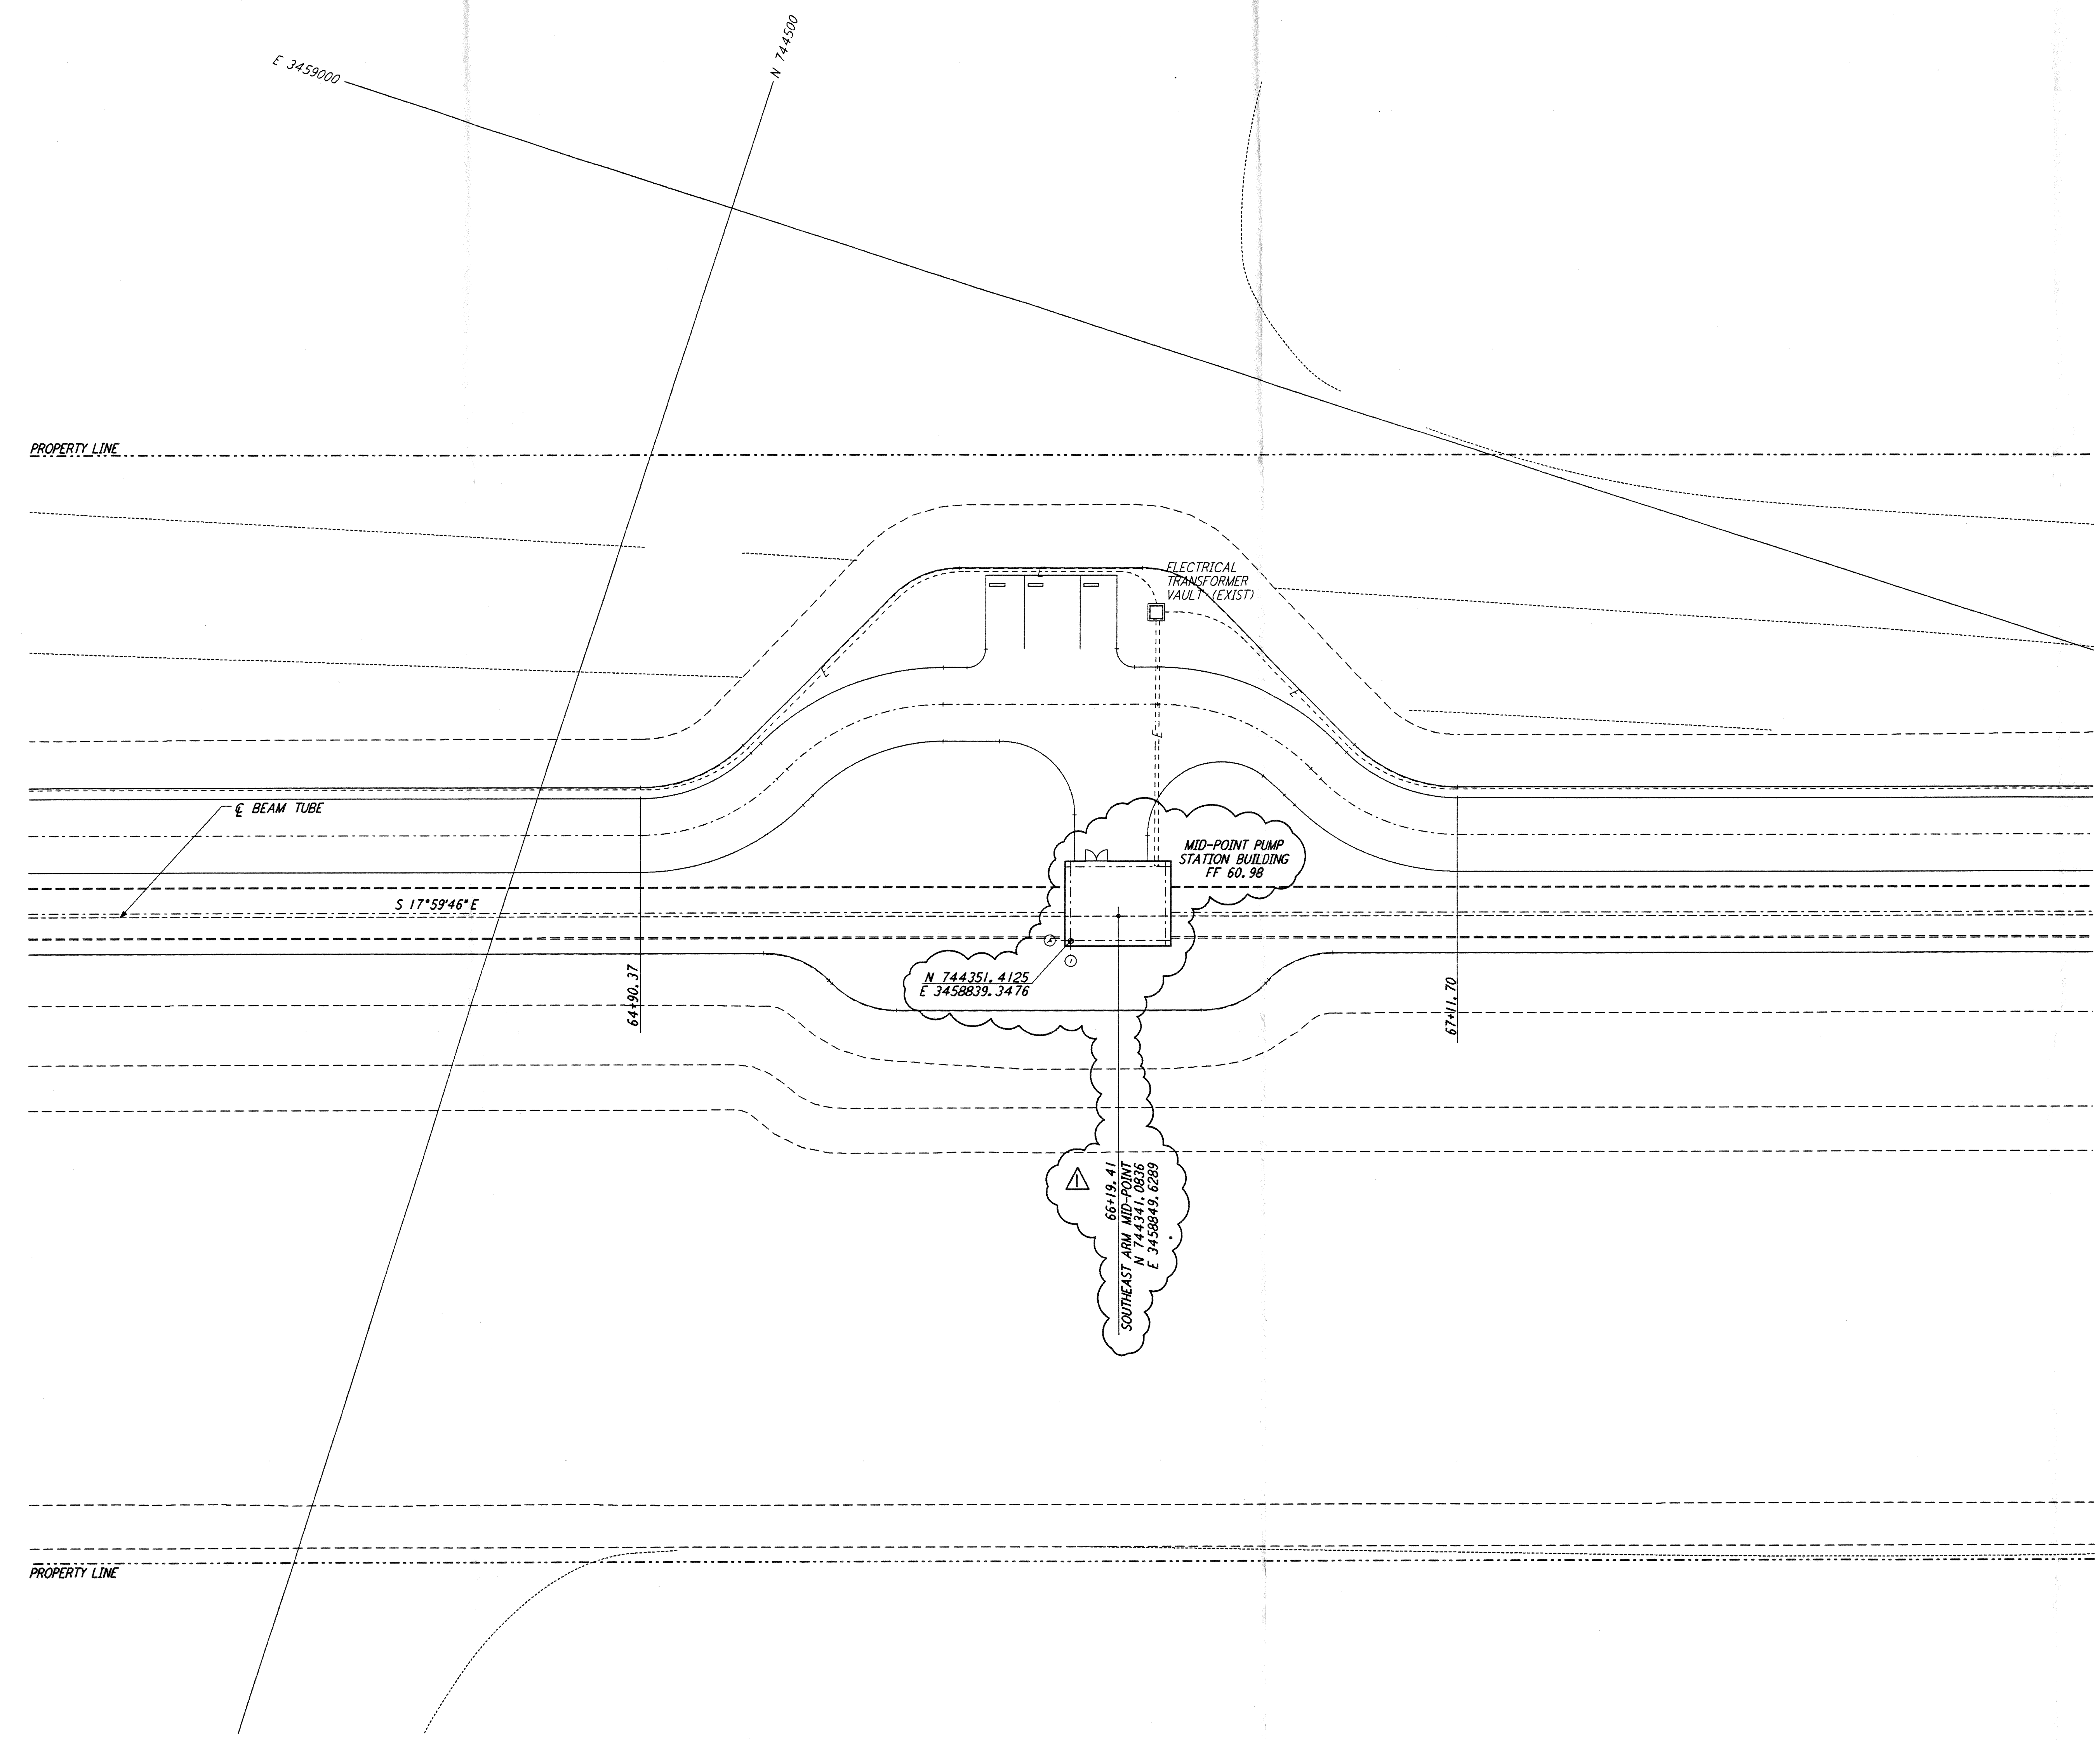 E 3459000
N 744500
PROPERTY LINE
ELECTRICAL
TRANSFORMER
VAULT (EXIST)
E
E
E
E
℄ BEAM TUBE
MID-POINT PUMP
STATION BUILDING
FF 60.98
S 17°59'46" E
N 744351.4125
E 3458839.3476
1
64+90.37
67+11.70
1
66+19.41
SOUTHEAST ARM MID-POINT
N 744341.0836
E 3458849.6289
PROPERTY LINE